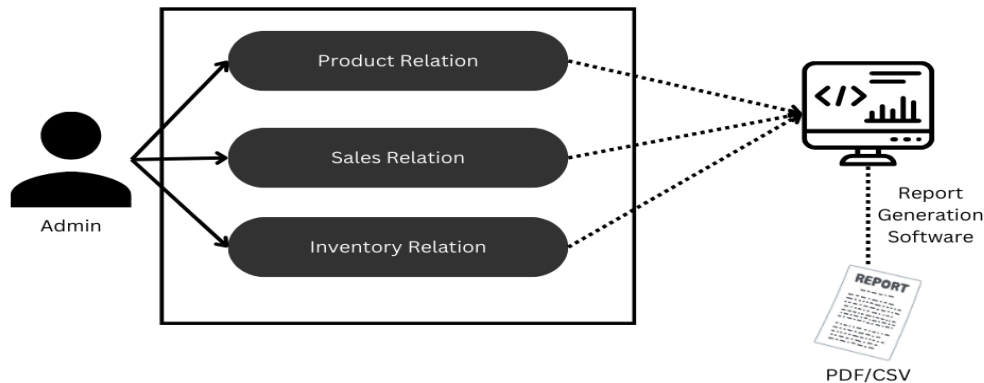 Product Relation
Sales Relation
Inventory Relation
Admin
</>
Report
Generation
Software
REPORT
PDF/CSV